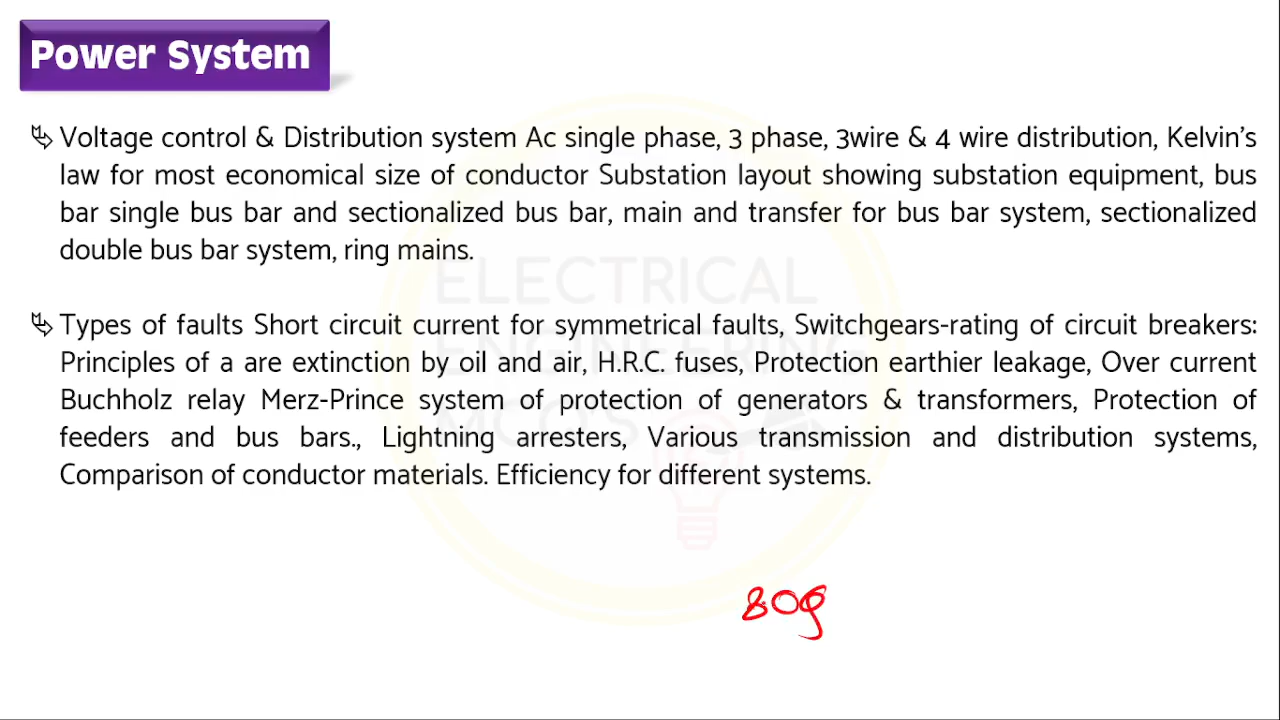 Power System
Voltage control & Distribution system Ac single phase, 3 phase, 3wire & 4 wire distribution, Kelvin's
law for most economical size of conductor Substation layout showing substation equipment, bus
bar single bus bar and sectionalized bus bar, main and transfer for bus bar system, sectionalized
double bus bar system, ring mains.
Types of faults Short circuit current for symmetrical faults, Switchgears-rating of circuit breakers:
Principles of a are extinction by oil and air, H.R.C. fuses, Protection earthier leakage, Over current
Buchholz relay Merz-Prince system of protection of generators & transformers, Protection of
feeders and bus bars., Lightning arresters, Various transmission and distribution systems,
Comparison of conductor materials. Efficiency for different systems.
ELECTRICAL
ENGINEERING
MCQ'S